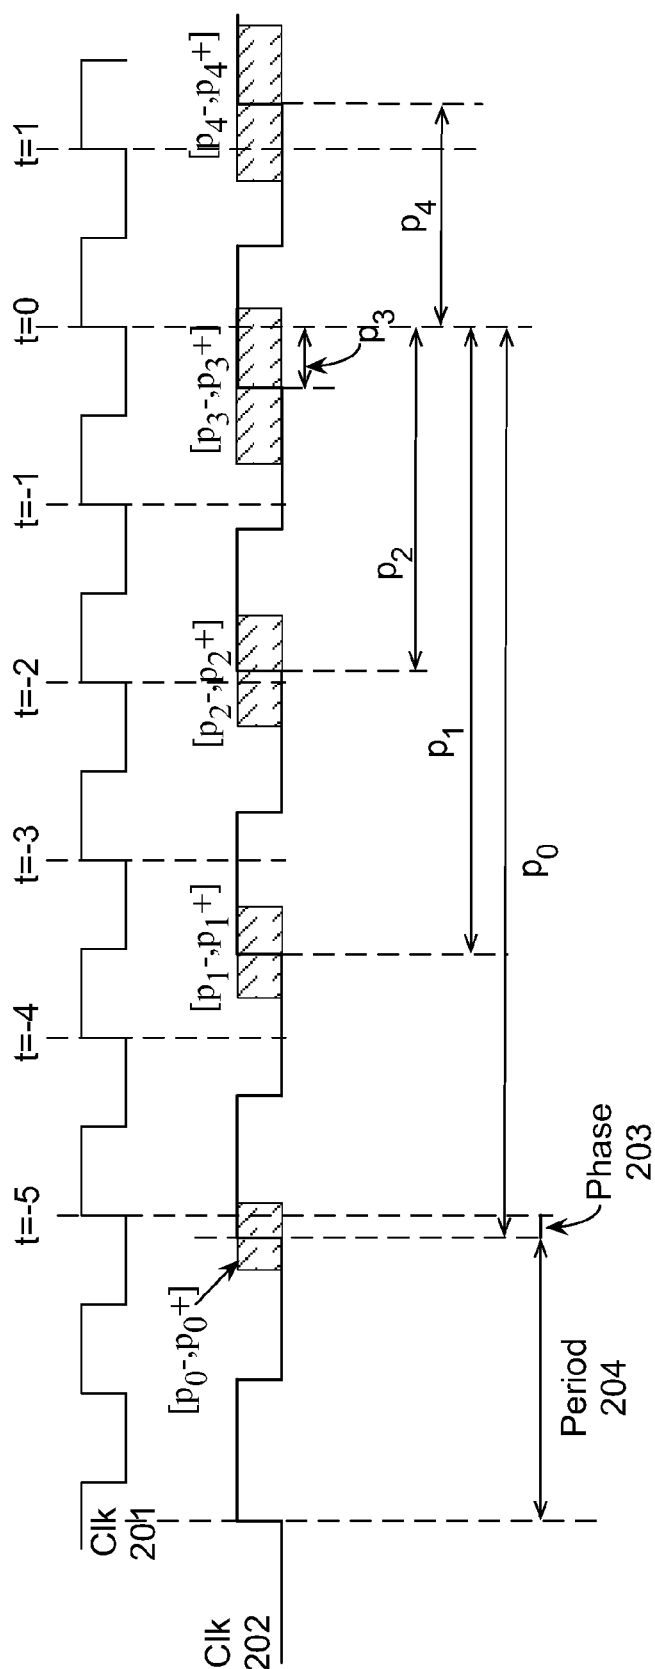 Clk
201
t=-5
t=-4
t=-3
t=-2
t=-1
t=0
t=1
Clk
202
[p0-,p0+]
[p1-,p1+]
[p2-,p2+]
[p3-,p3+]
[p4-,p4+]
p3
p4
p2
p1
p0
Period
204
Phase
203